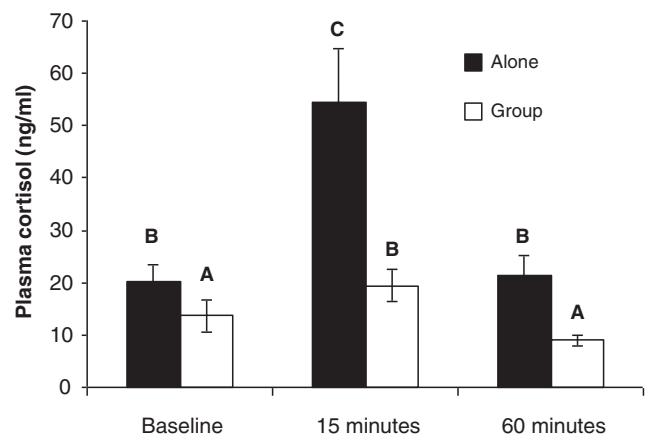 70
60
50
40
30
20
10
0
Plasma cortisol (ng/ml)
B
A
C
B
B
A
Alone
Group
Baseline
15 minutes
60 minutes